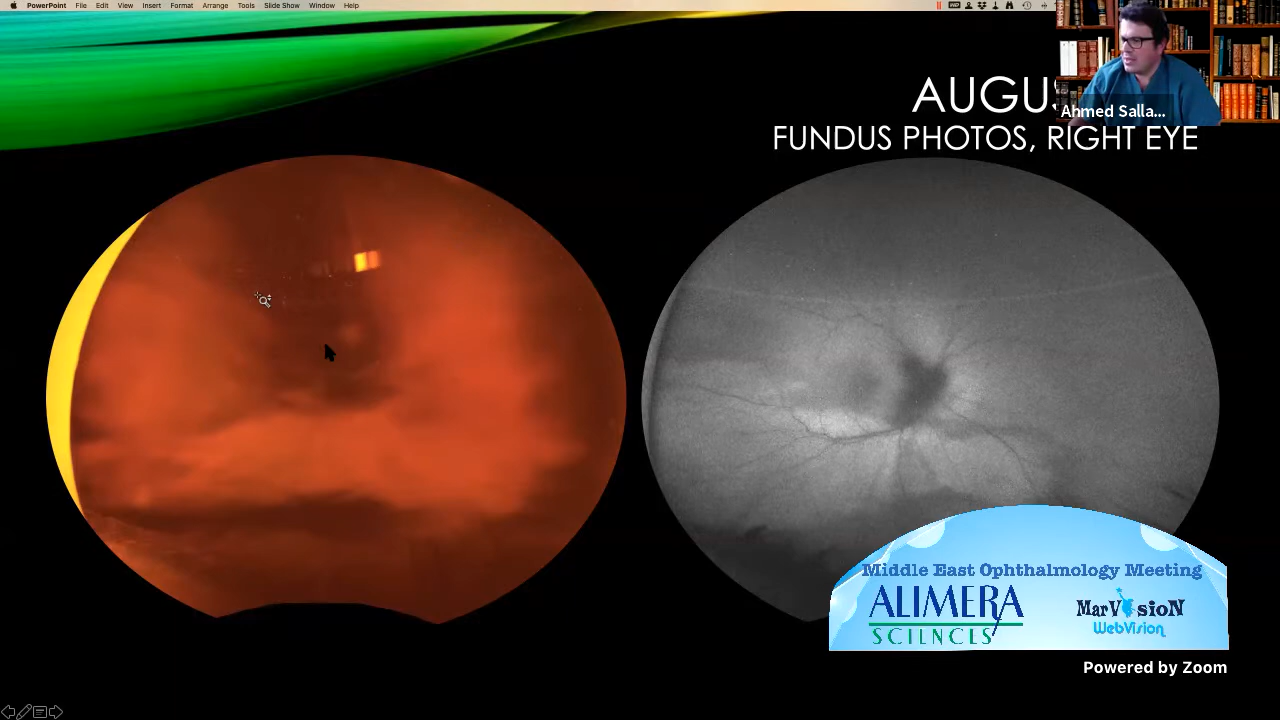 PowerPoint File Edit View Insert Format Arrange Tools Slide Show Window Help
AUGUS
Ahmed Salla...
FUNDUS PHOTOS, RIGHT EYE
Middle East Ophthalmology Meeting
ALIMERA
SCIENCES
MarVisioN
WebVision
Powered by Zoom